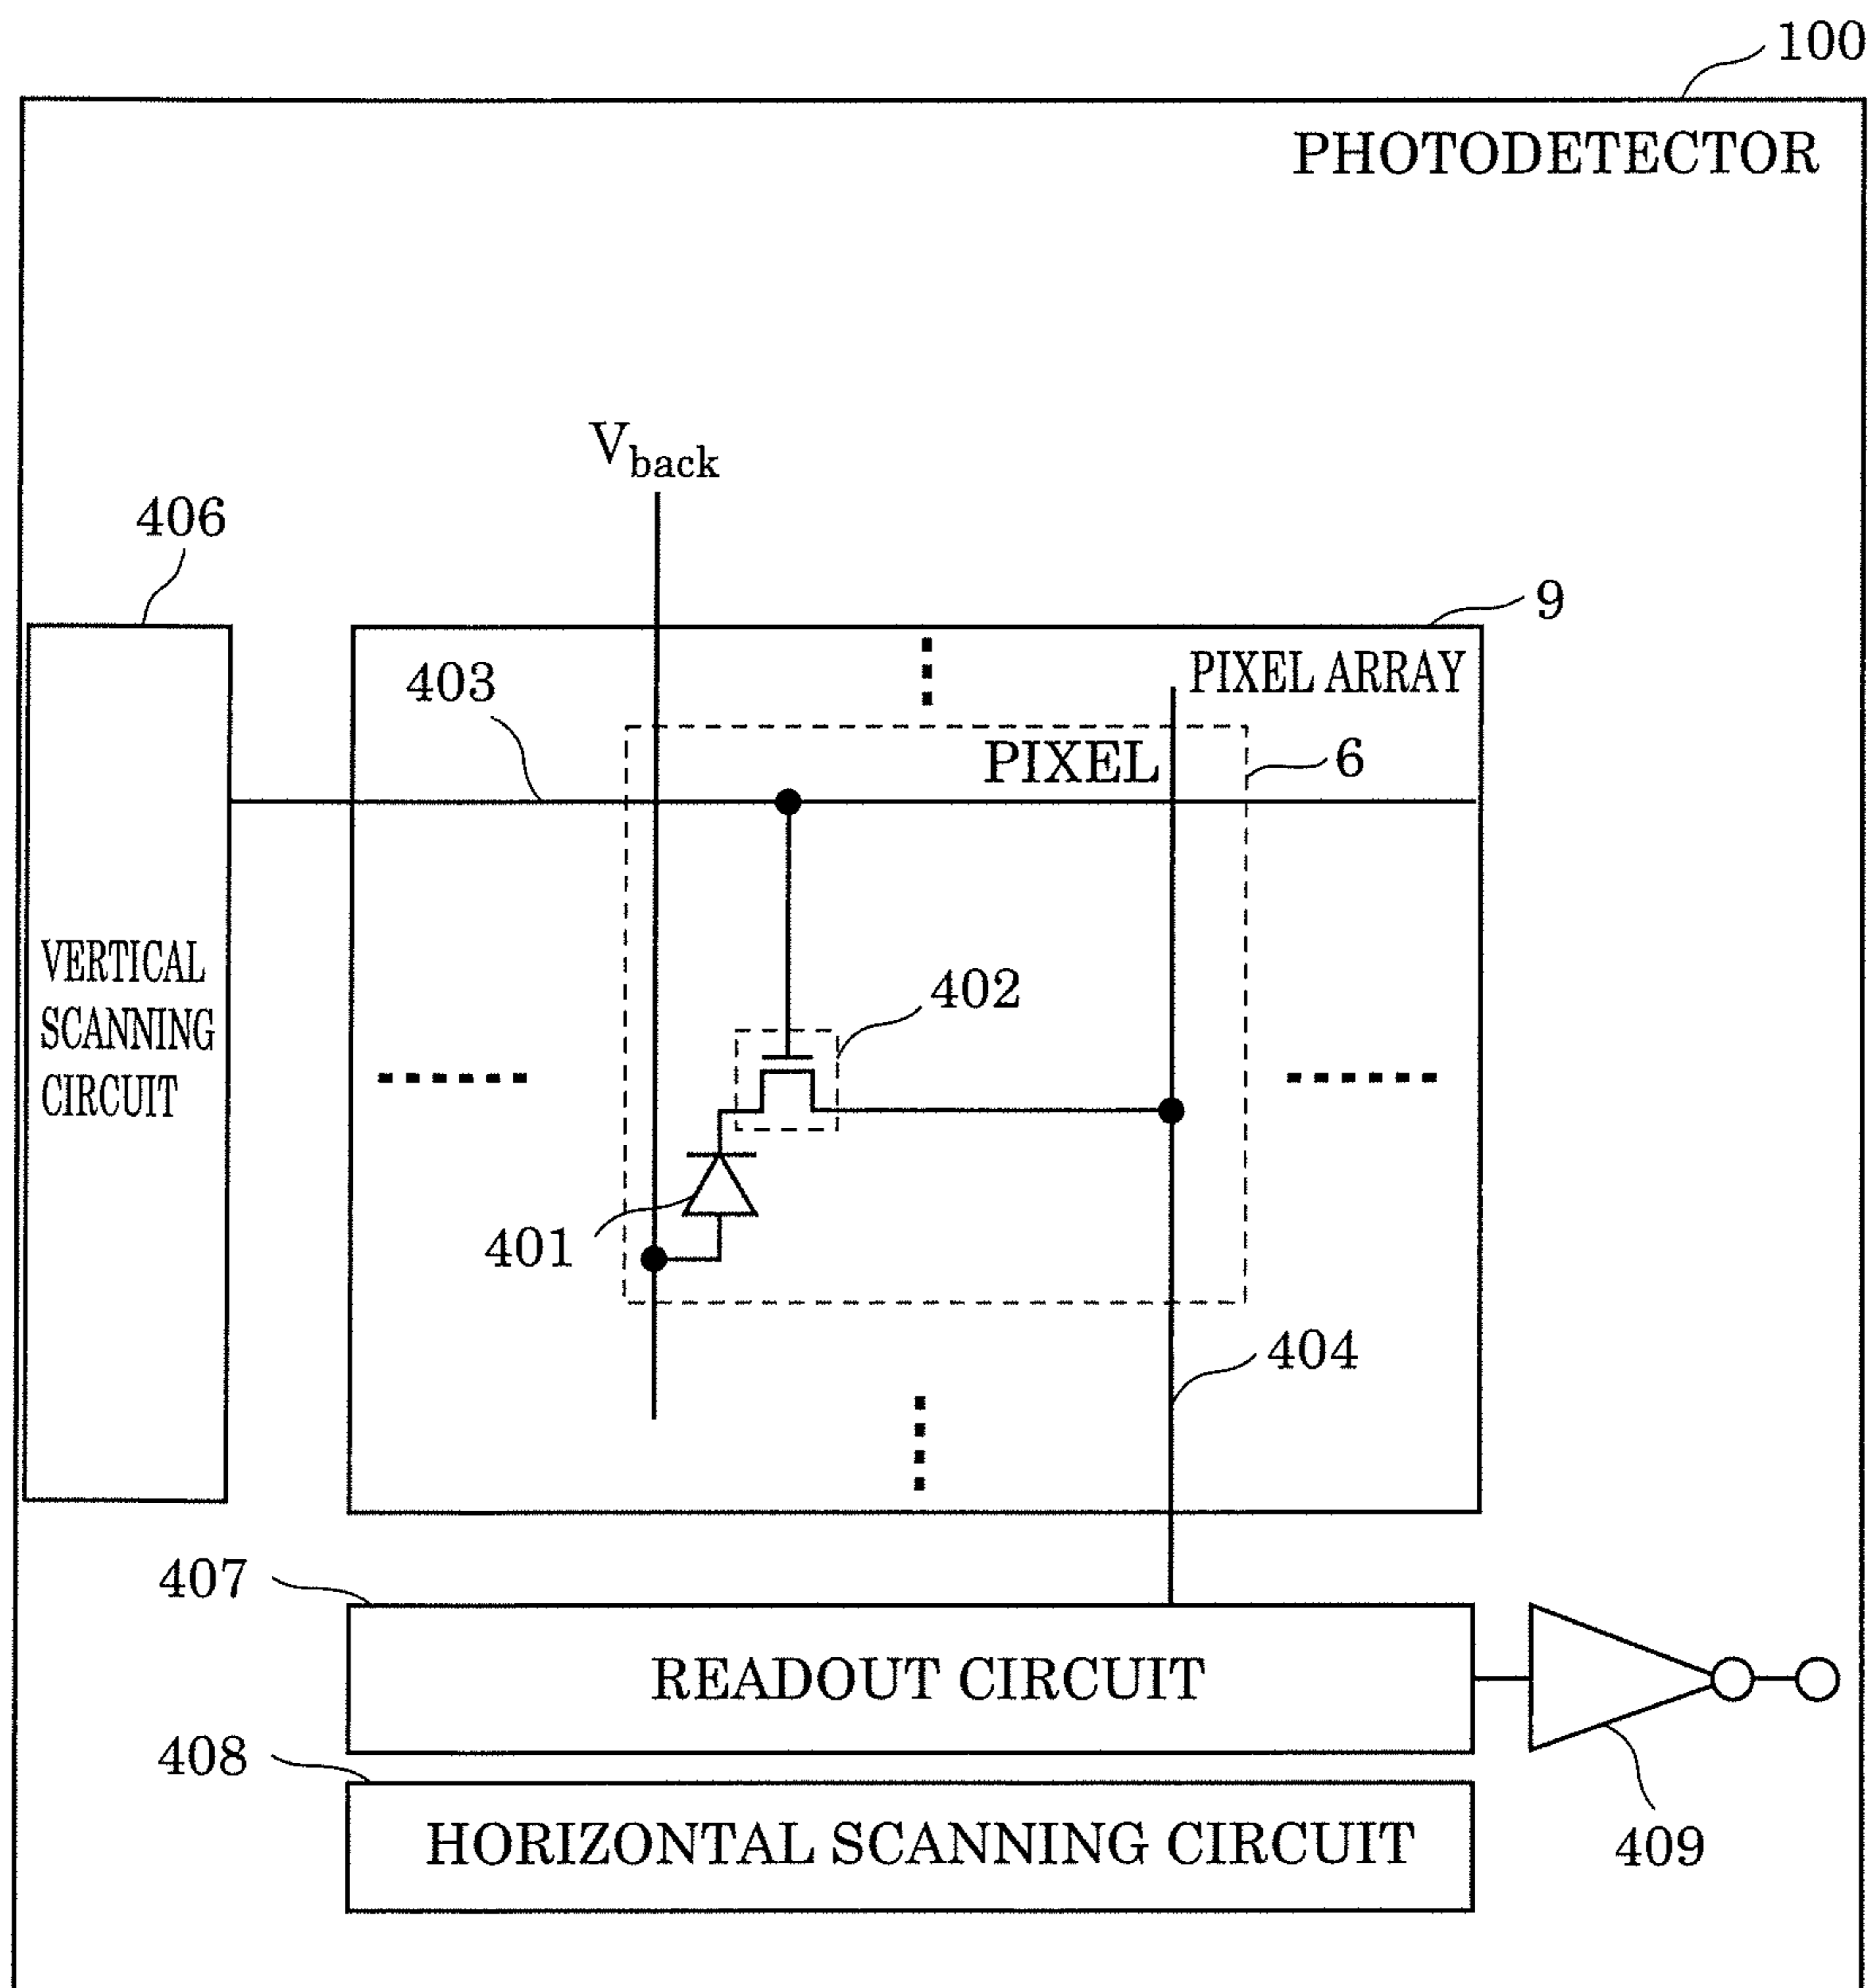 100
PHOTODETECTOR
Vback
406
9
PIXEL ARRAY
403
PIXEL
6
402
VERTICAL
SCANNING
CIRCUIT
401
404
407
READOUT CIRCUIT
408
HORIZONTAL SCANNING CIRCUIT
409